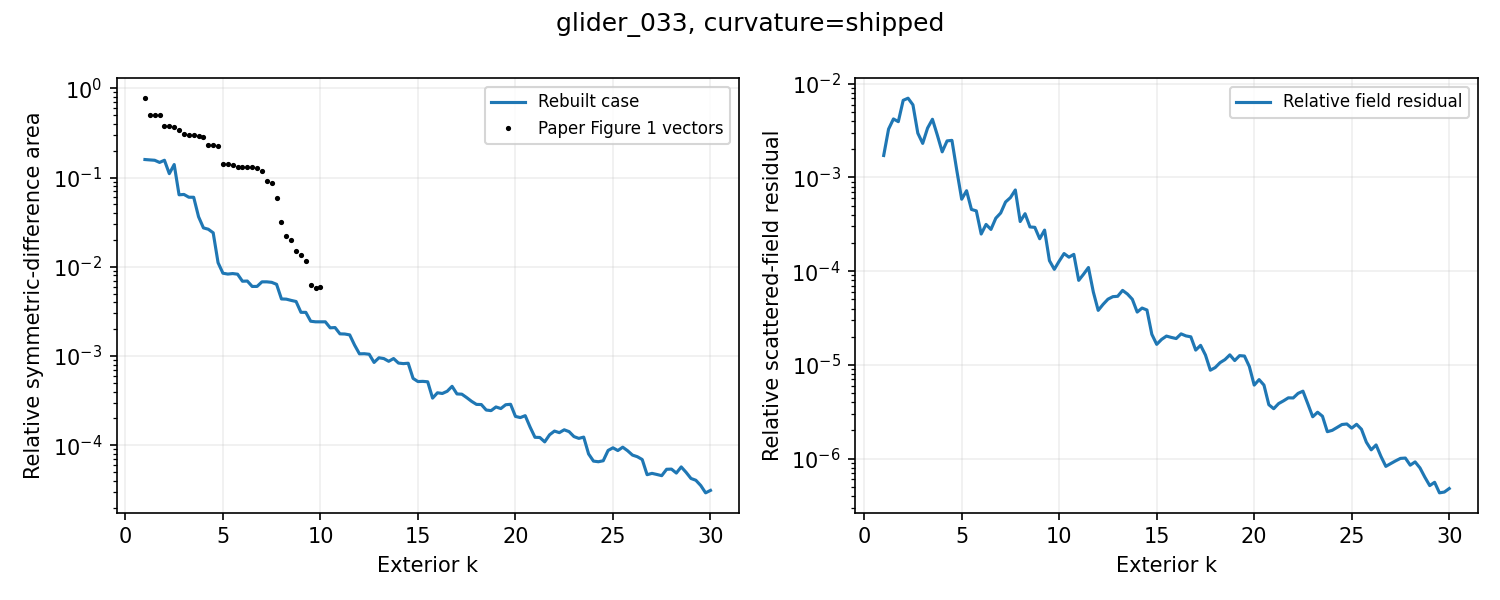 glider_033, curvature=shipped
Relative symmetric-difference area
10⁰
10⁻¹
10⁻²
10⁻³
10⁻⁴
Rebuilt case
Paper Figure 1 vectors
0 5 10 15 20 25 30
Exterior k
Relative scattered-field residual
10⁻²
10⁻³
10⁻⁴
10⁻⁵
10⁻⁶
Relative field residual
0 5 10 15 20 25 30
Exterior k